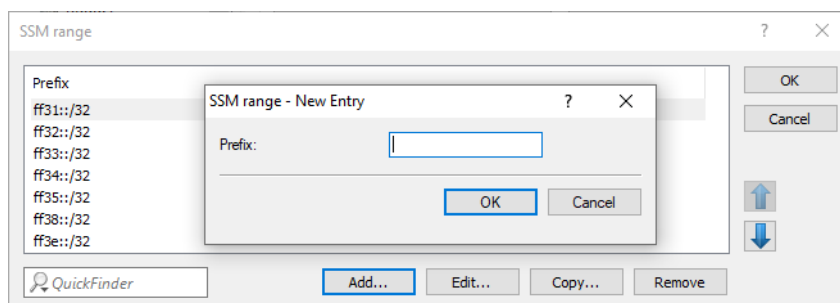 SSM range
?
Prefix
OK
ff31::/32
SSM range - New Entry
?
ff32::/32
Cancel
ff33::/32
Prefix:
ff34::/32
ff35::/32
OK
Cancel
ff38::/32
ff3e::/32
QuickFinder
Add...
Edit...
Copy...
Remove